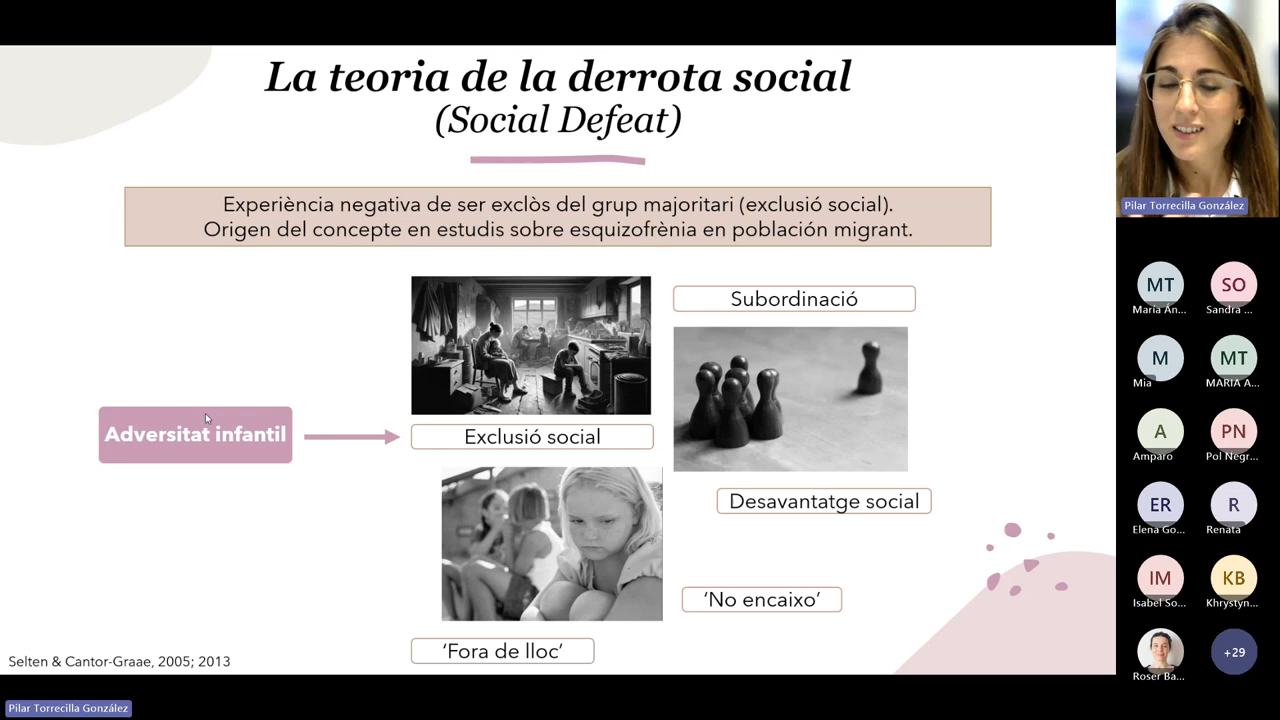 La teoria de la derrota social
(Social Defeat)
Experiència negativa de ser exclòs del grup majoritari (exclusió social).
Origen del concepte en estudis sobre esquizofrènia en población migrant.
Subordinació
Adversitat infantil
Exclusió social
Desavantatge social
‘No encaixo’
‘Fora de lloc’
Selten & Cantor-Graae, 2005; 2013
Pilar Torrecilla González
Pilar Torrecilla González
MT
María Án...
SO
Sandra ...
M
Mia
MT
MARIA A...
A
Amparo
PN
Pol Negr...
ER
Elena Go...
R
Renata
IM
Isabel So...
KB
Khrystyn...
Roser Ba...
+29